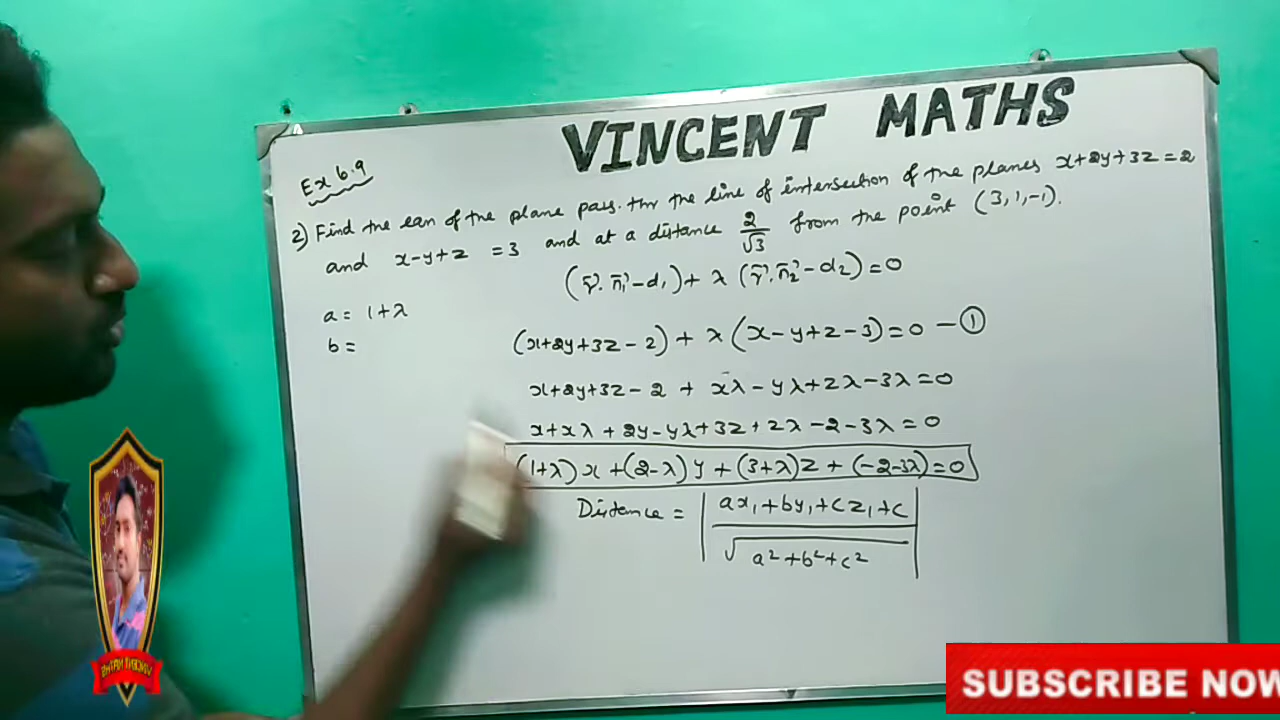 VINCENT MATHS
Ex 6.9
2) Find the eqn of the plane pass. thr the line of intersection of the planes x+2y+3z=2
and x-y+z =3 and at a distance 2/√3 from the point (3,1,-1).
(r⃗. n⃗₁-d₁)+ λ (r⃗. n⃗₂-d₂)=0
a = 1+λ
b =
(x+2y+3z-2) + λ(x-y+z-3)=0 -①
x+2y+3z-2 + xλ-yλ+zλ-3λ=0
x+xλ+2y-yλ+3z+zλ-2-3λ=0
(1+λ)x+(2-λ)y+(3+λ)z+(-2-3λ)=0
Distance = |ax₁+by₁+cz₁+c / √a²+b²+c²|
VINCENT MATHS
SUBSCRIBE NOW